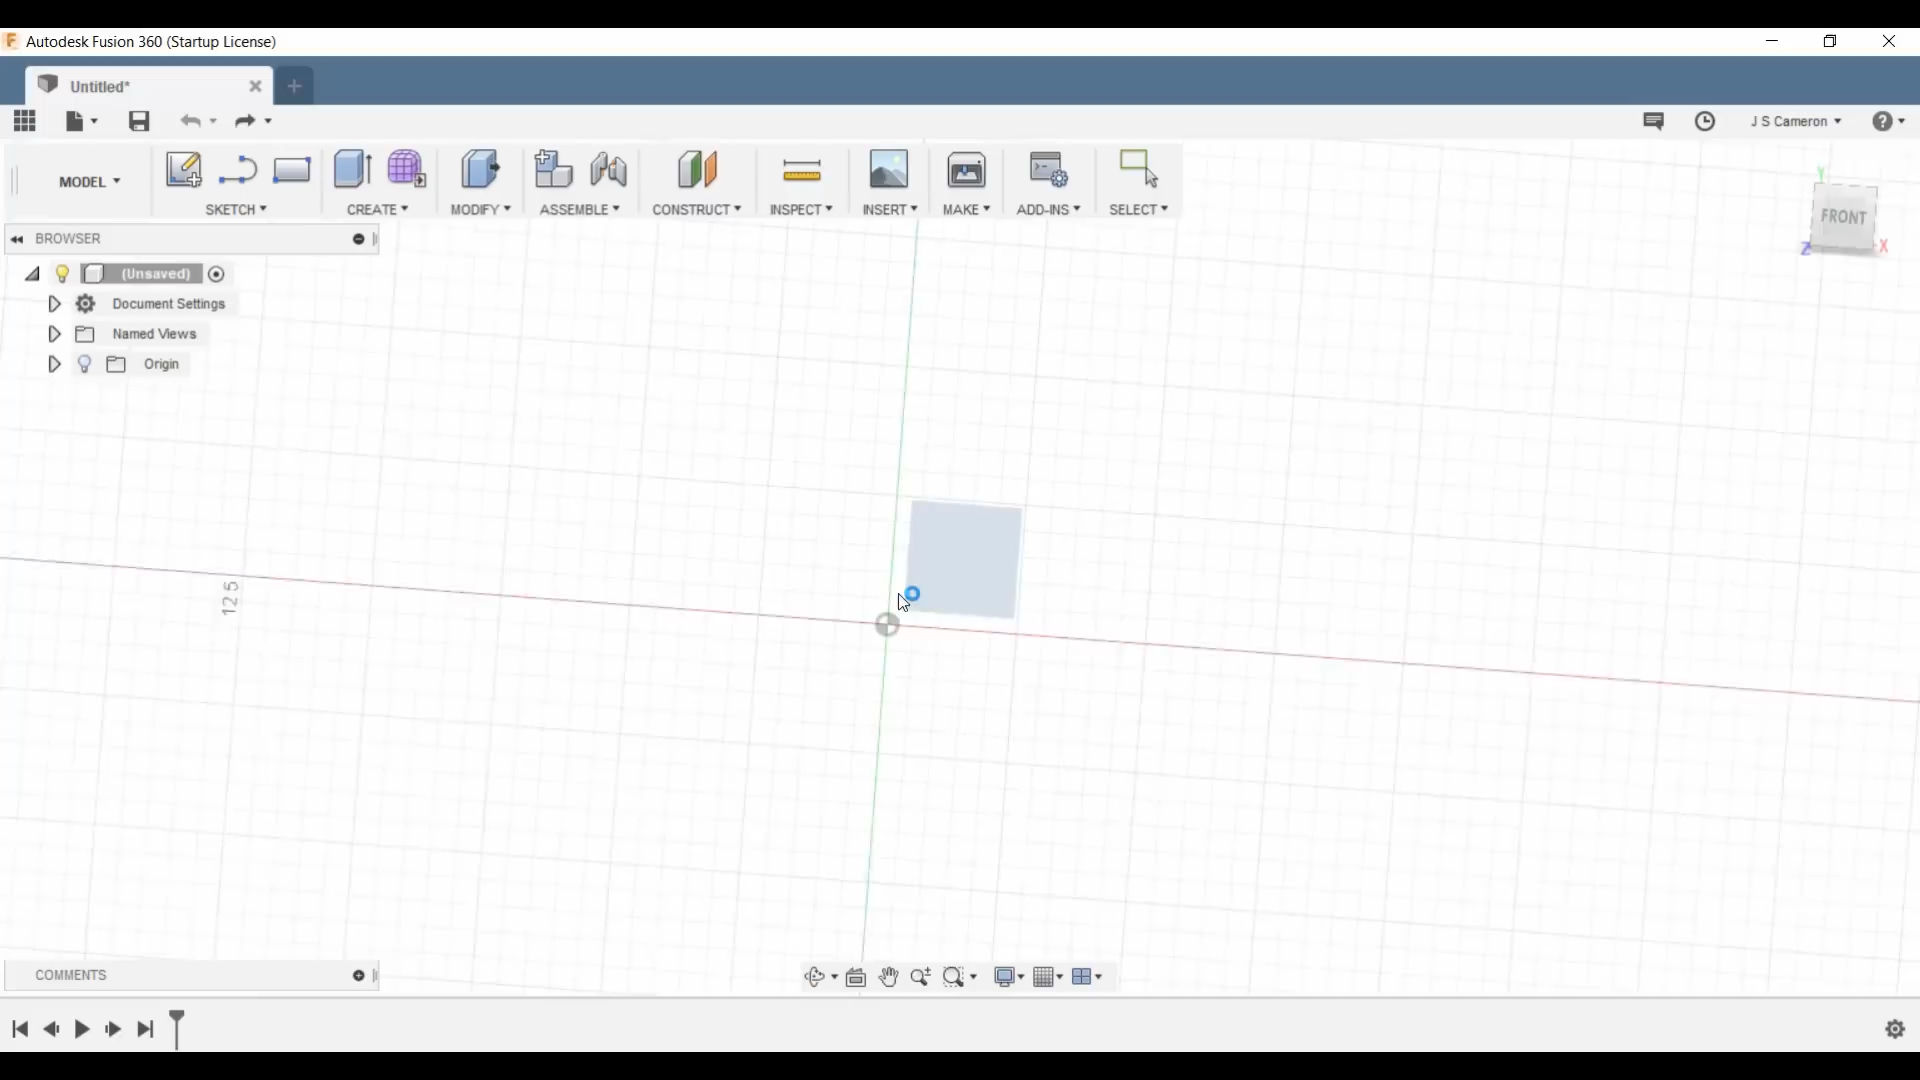 Autodesk Fusion 360 (Startup License)
Untitled*
J S Cameron
MODEL
SKETCH
CREATE
MODIFY
ASSEMBLE
CONSTRUCT
INSPECT
INSERT
MAKE
ADD-INS
SELECT
Y
FRONT
Z
X
BROWSER
(Unsaved)
Document Settings
Named Views
Origin
12 5
COMMENTS